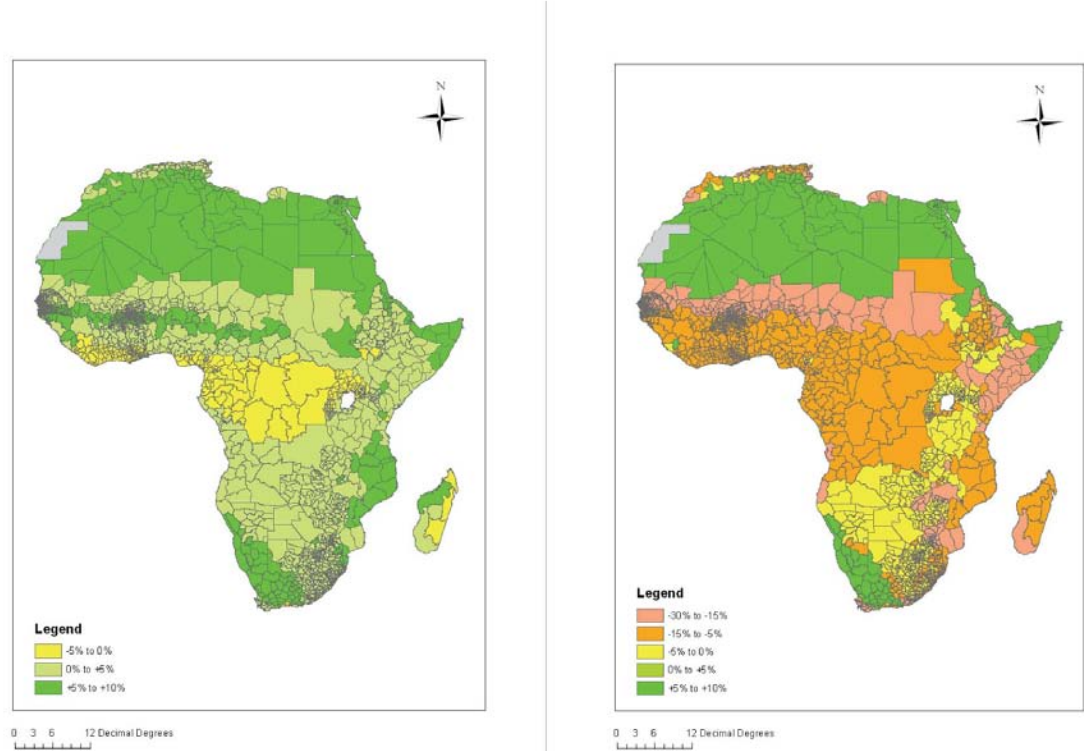 N
Legend
-5% to 0%
0% to +5%
+5% to +10%
0 3 6 12 Decimal Degrees
N
Legend
-30% to -15%
-15% to -5%
-5% to 0%
0% to +5%
+5% to +10%
0 3 6 12 Decimal Degrees